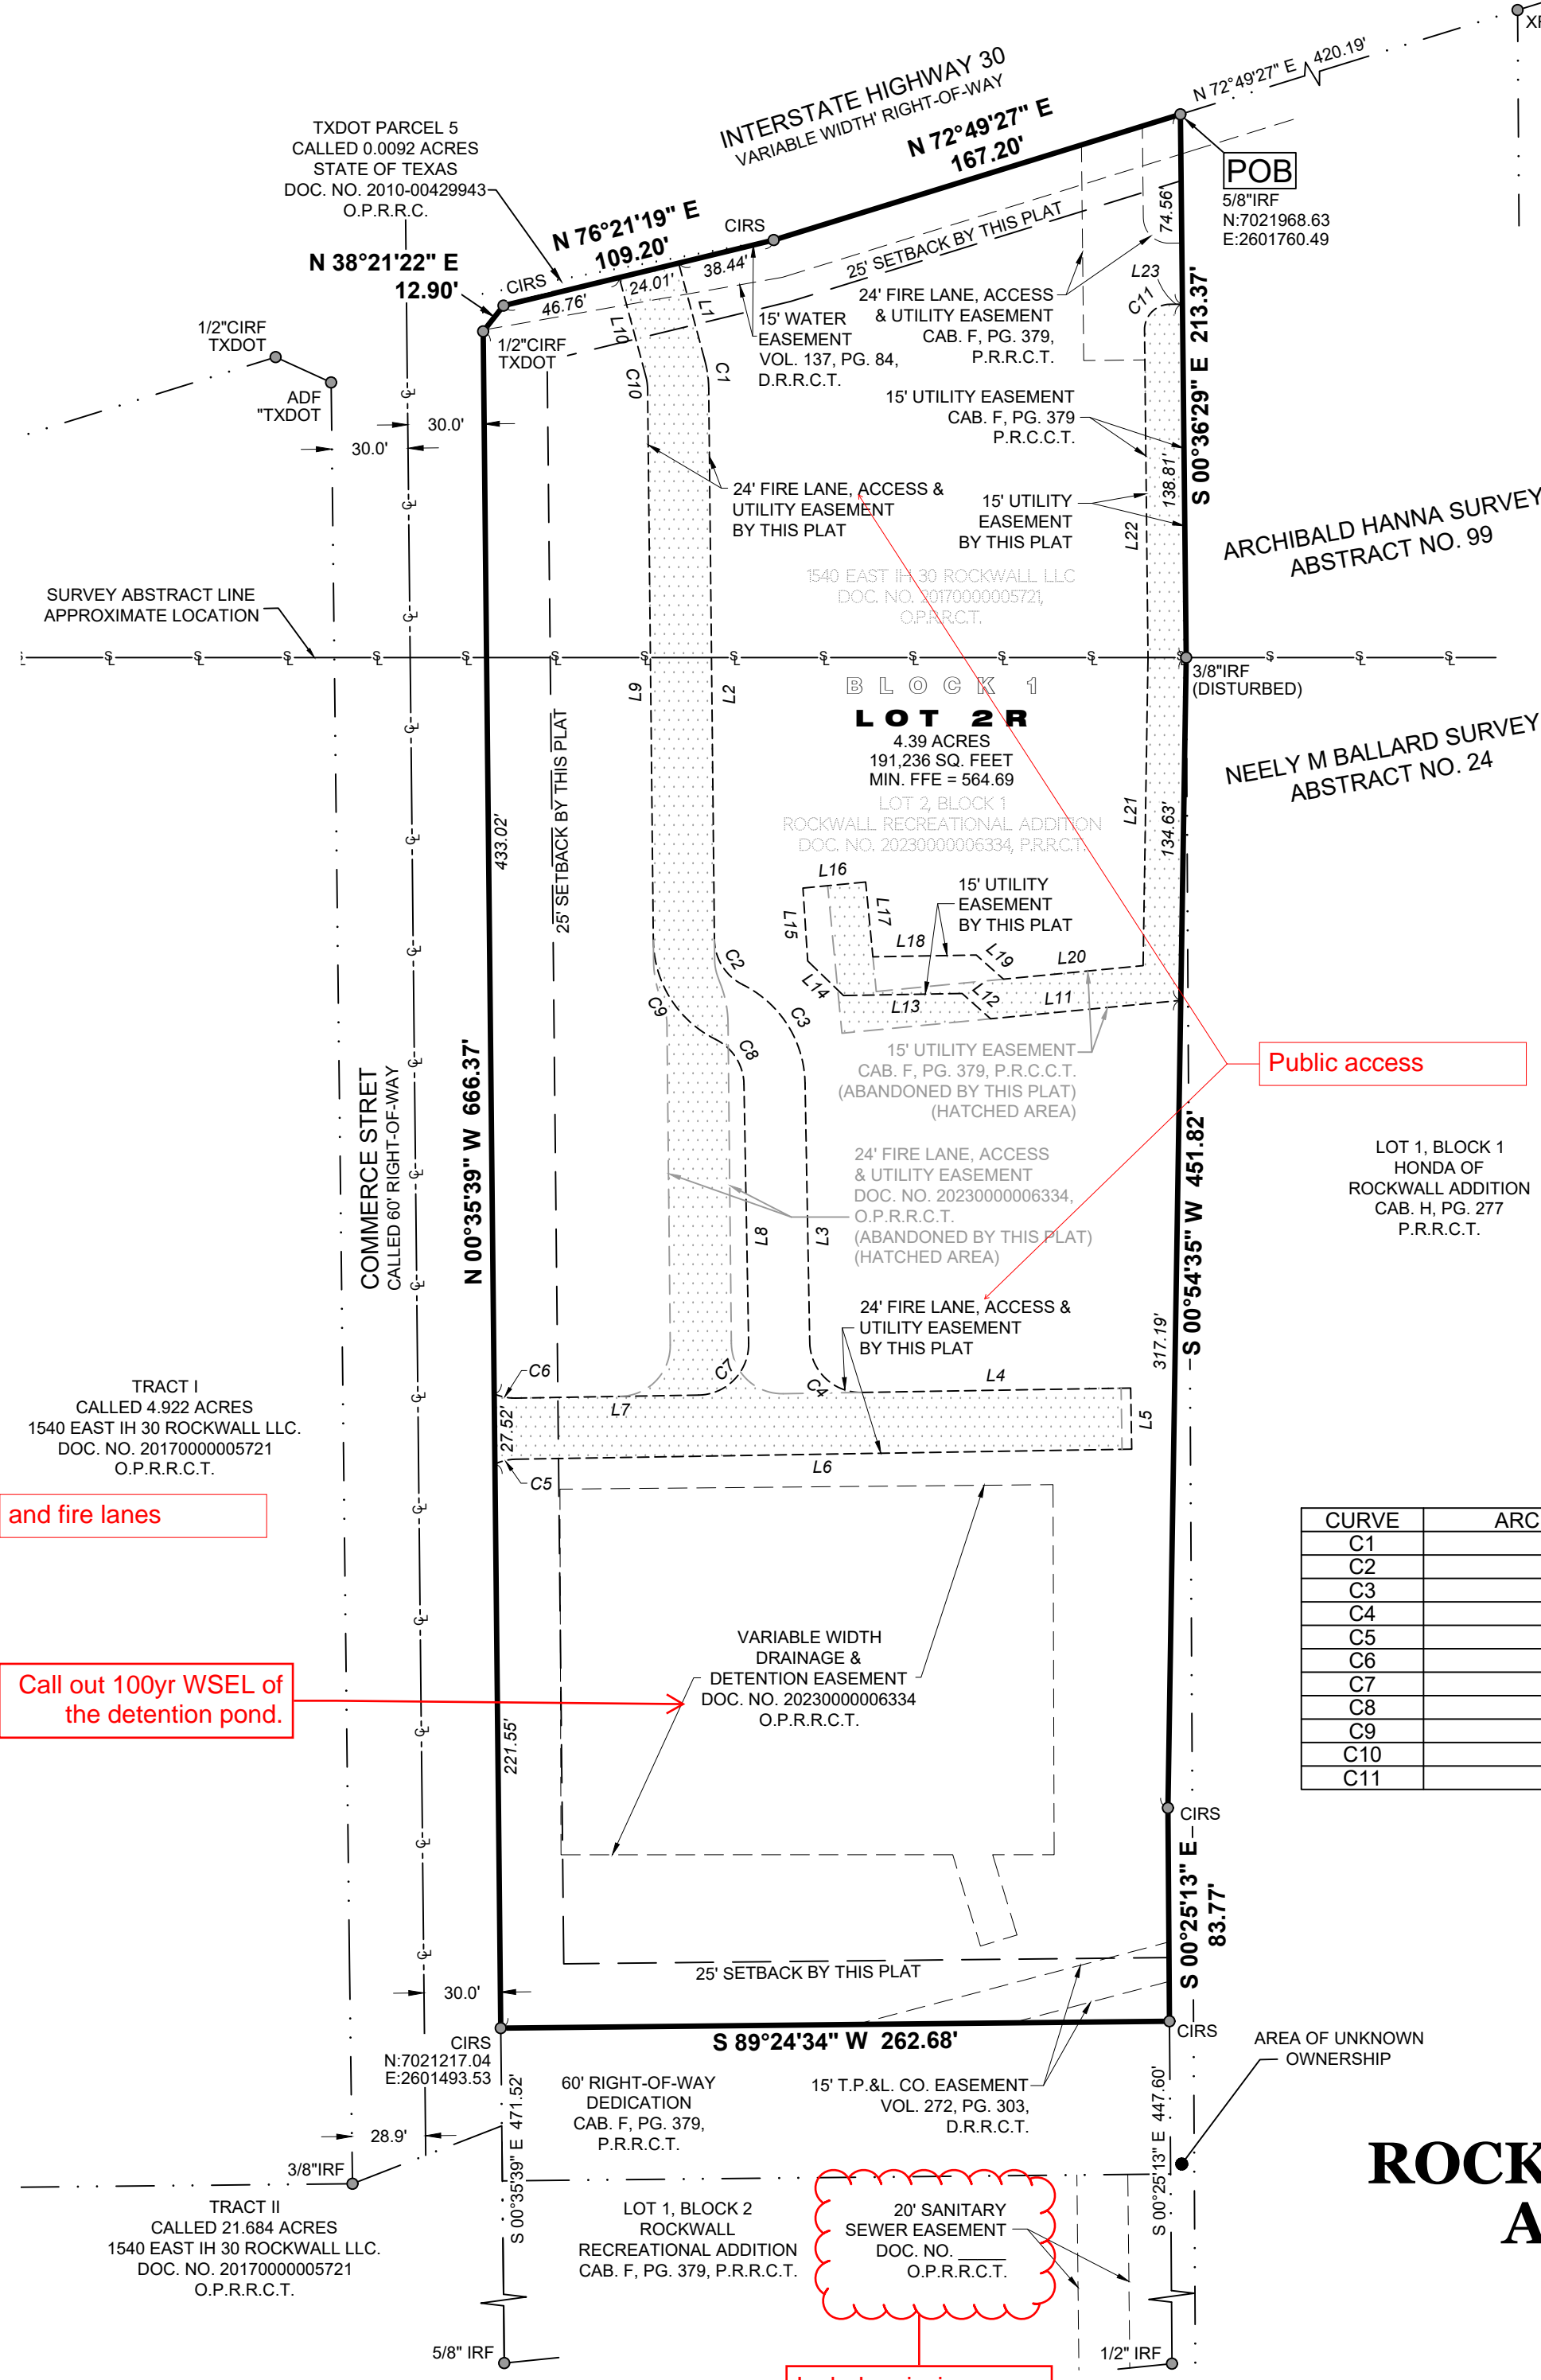 XF
N 72°49'27" E 420.19'
INTERSTATE HIGHWAY 30
VARIABLE WIDTH' RIGHT-OF-WAY
N 72°49'27" E
167.20'
TXDOT PARCEL 5
CALLED 0.0092 ACRES
STATE OF TEXAS
DOC. NO. 2010-00429943
O.P.R.R.C.
POB
5/8"IRF
N:7021968.63
E:2601760.49
N 76°21'19" E
109.20'
CIRS
N 38°21'22" E
12.90'
CIRS
46.76'
24.01'
38.44'
25' SETBACK BY THIS PLAT
74.56'
L23
C11
1/2"CIRF
TXDOT
ADF
"TXDOT
1/2"CIRF
TXDOT
L10
L1
C10
C1
15' WATER
EASEMENT
VOL. 137, PG. 84,
D.R.R.C.T.
24' FIRE LANE, ACCESS
& UTILITY EASEMENT
CAB. F, PG. 379,
P.R.R.C.T.
S 00°36'29" E 213.37'
30.0'
30.0'
15' UTILITY EASEMENT
CAB. F, PG. 379
P.R.C.C.T.
138.81'
24' FIRE LANE, ACCESS &
UTILITY EASEMENT
BY THIS PLAT
15' UTILITY
EASEMENT
BY THIS PLAT
L22
ARCHIBALD HANNA SURVEY
ABSTRACT NO. 99
1540 EAST IH 30 ROCKWALL LLC
DOC. NO. 20170000005721,
O.P.R.R.C.T.
SURVEY ABSTRACT LINE
APPROXIMATE LOCATION
3/8"IRF
(DISTURBED)
L9
L2
BLOCK 1
LOT 2R
4.39 ACRES
191,236 SQ. FEET
MIN. FFE = 564.69
NEELY M BALLARD SURVEY
ABSTRACT NO. 24
LOT 2, BLOCK 1
ROCKWALL RECREATIONAL ADDITION
DOC. NO. 20230000006334, P.R.R.C.T.
L21
134.63'
433.02'
25' SETBACK BY THIS PLAT
L16
L15
L17
15' UTILITY
EASEMENT
BY THIS PLAT
L18
L19
L20
L14
L13
L12
L11
C2
C9
C3
C8
15' UTILITY EASEMENT
CAB. F, PG. 379, P.R.C.C.T.
(ABANDONED BY THIS PLAT)
(HATCHED AREA)
Public access
COMMERCE STRET
CALLED 60' RIGHT-OF-WAY
N 00°35'39" W 666.37'
24' FIRE LANE, ACCESS
& UTILITY EASEMENT
DOC. NO. 20230000006334,
O.P.R.R.C.T.
(ABANDONED BY THIS PLAT)
(HATCHED AREA)
L8
L3
S 00°54'35" W 451.82'
LOT 1, BLOCK 1
HONDA OF
ROCKWALL ADDITION
CAB. H, PG. 277
P.R.R.C.T.
24' FIRE LANE, ACCESS &
UTILITY EASEMENT
BY THIS PLAT
317.19'
C6
C7
C4
L4
L5
L7
27.52'
L6
C5
TRACT I
CALLED 4.922 ACRES
1540 EAST IH 30 ROCKWALL LLC.
DOC. NO. 20170000005721
O.P.R.R.C.T.
and fire lanes
CURVE ARC
C1
C2
C3
C4
C5
C6
C7
C8
C9
C10
C11
VARIABLE WIDTH
DRAINAGE &
DETENTION EASEMENT
DOC. NO. 20230000006334
O.P.R.R.C.T.
Call out 100yr WSEL of
the detention pond.
221.55'
CIRS
S 00°25'13" E
83.77'
25' SETBACK BY THIS PLAT
30.0'
CIRS
N:7021217.04
E:2601493.53
S 89°24'34" W 262.68'
CIRS
AREA OF UNKNOWN
OWNERSHIP
60' RIGHT-OF-WAY
DEDICATION
CAB. F, PG. 379,
P.R.R.C.T.
15' T.P.&L. CO. EASEMENT
VOL. 272, PG. 303,
D.R.R.C.T.
28.9'
3/8"IRF
S 00°35'39" E 471.52'
S 00°25'13" E 447.60'
ROCK
A
TRACT II
CALLED 21.684 ACRES
1540 EAST IH 30 ROCKWALL LLC.
DOC. NO. 20170000005721
O.P.R.R.C.T.
LOT 1, BLOCK 2
ROCKWALL
RECREATIONAL ADDITION
CAB. F, PG. 379, P.R.R.C.T.
20' SANITARY
SEWER EASEMENT
DOC. NO. _____
O.P.R.R.C.T.
5/8" IRF
1/2" IRF